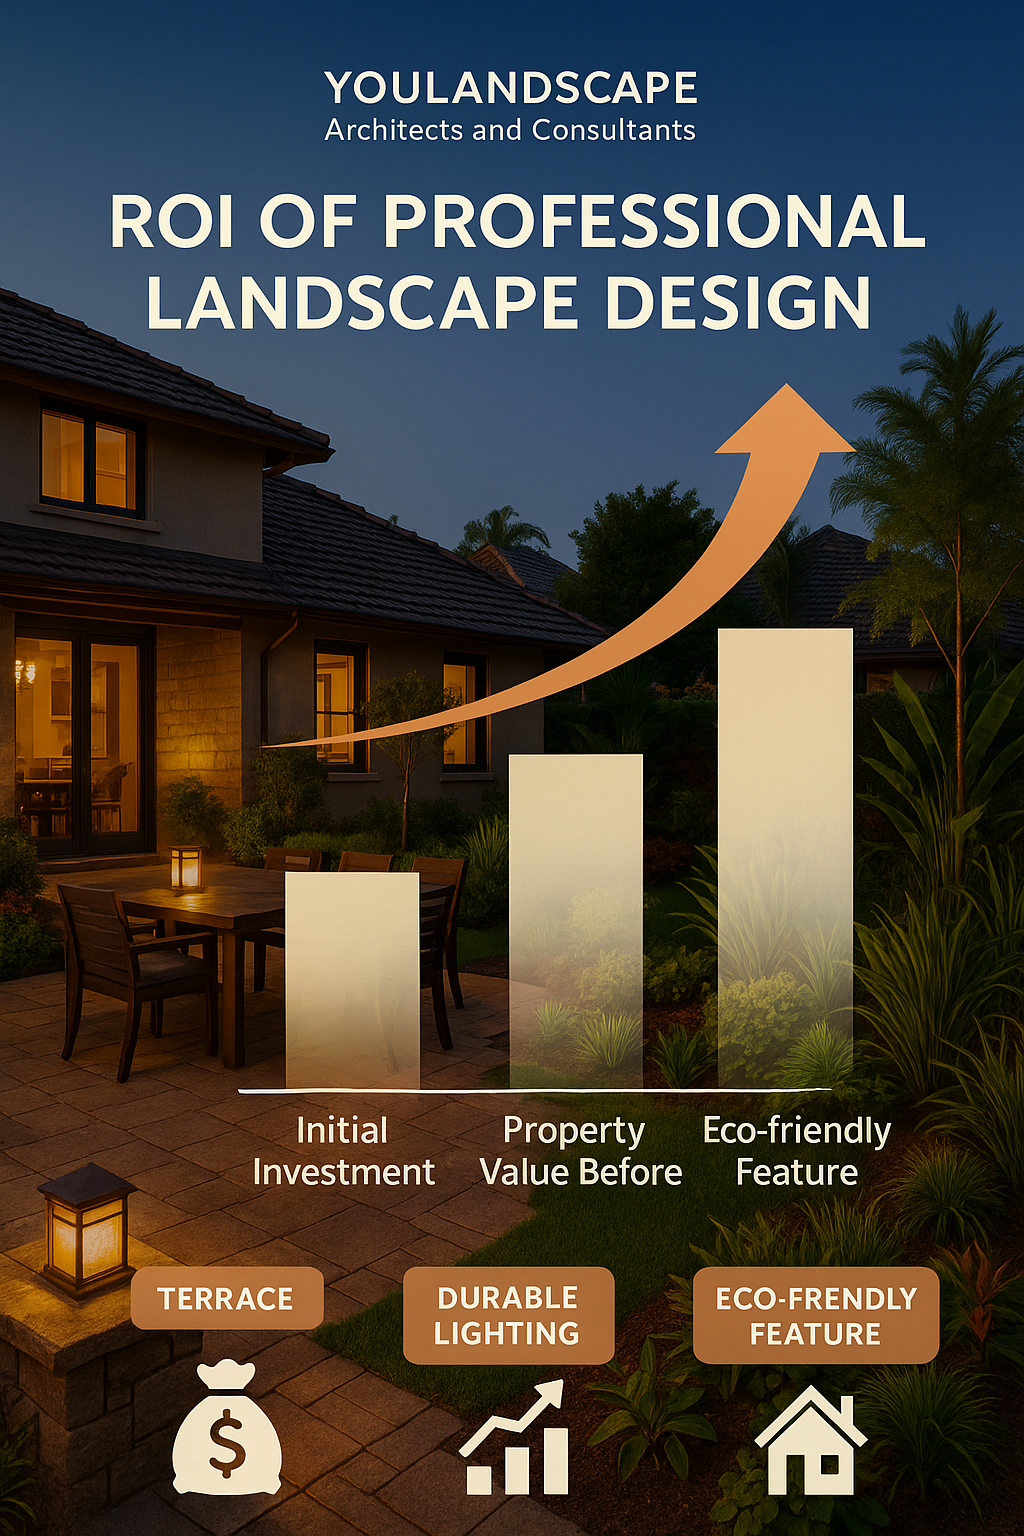 YOULANDSCAPE
Architects and Consultants
ROI OF PROFESSIONAL
LANDSCAPE DESIGN
Initial
Investment
Property
Value Before
Eco-friendly
Feature
TERRACE
DURABLE
LIGHTING
ECO-FRENDLY
FEATURE
$